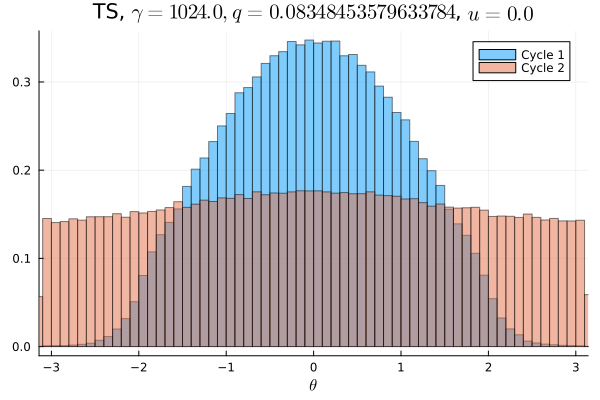 TS, γ = 1024.0, q = 0.08348453579633784, u = 0.0
Cycle 1
Cycle 2
0.3
0.2
0.1
0.0
−3 −2 −1 0 1 2 3
θ